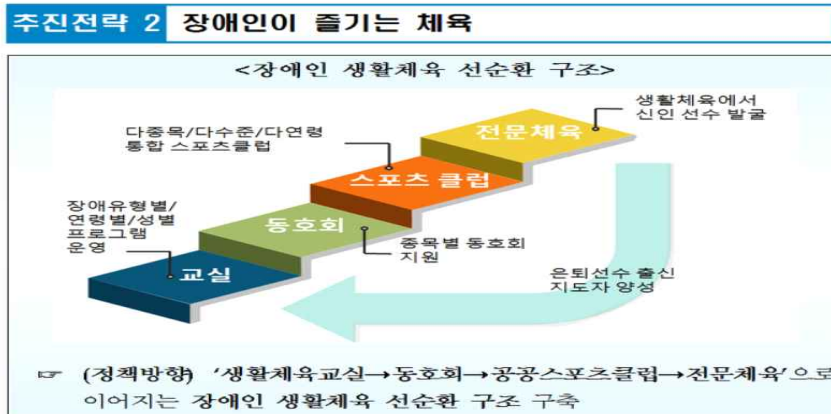 추진전략 2 장애인이 즐기는 체육
<장애인 생활체육 선순환 구조>
생활체육에서
신인 선수 발굴
전문체육
다종목/다수준/다연령
통합 스포츠클럽
스포츠 클럽
장애유형별/
연령별/성별
프로그램
운영
동호회
종목별 동호회
지원
교실
은퇴선수 출신
지도자 양성
☞ (정책방향) ‘생활체육교실→동호회→공공스포츠클럽→전문체육’으로
이어지는 장애인 생활체육 선순환 구조 구축